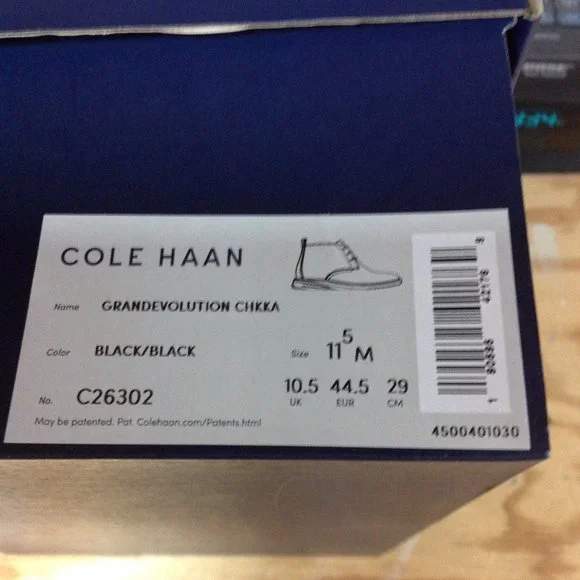 COLE HAAN
Name GRANDEVOLUTION CHKKA
Color BLACK/BLACK
Size 11 5 M
No. C26302
10.5 44.5 29
UK EUR CM
May be patented. Pat. Colehaan.com/Patents.html
4500401030